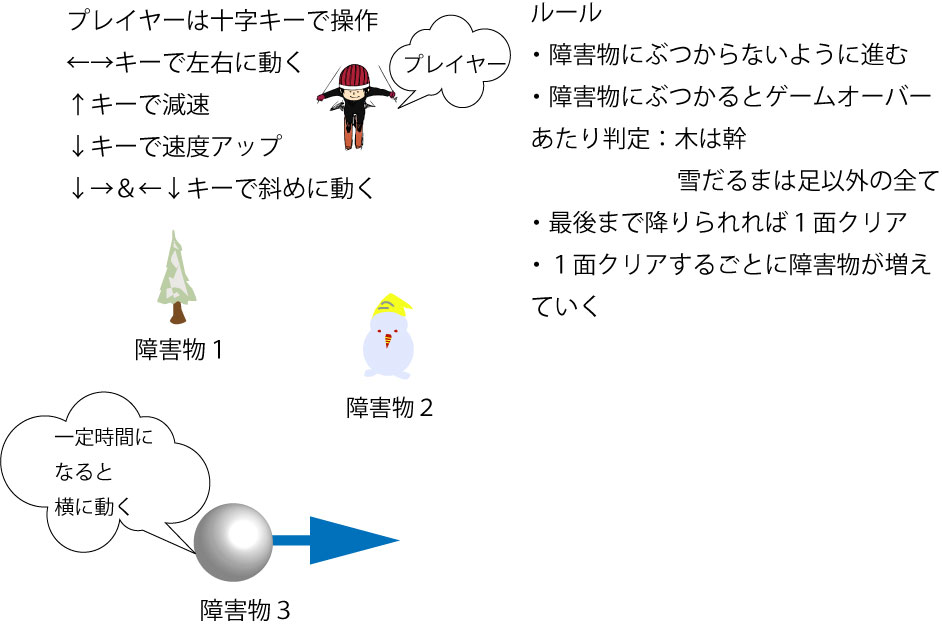 プレイヤーは十字キーで操作
←→キーで左右に動く
↑キーで減速
↓キーで速度アップ
↓→&←↓キーで斜めに動く
プレイヤー
ルール
・障害物にぶつからないように進む
・障害物にぶつかるとゲームオーバー
あたり判定：木は幹
雪だるまは足以外の全て
・最後まで降りられれば１面クリア
・１面クリアするごとに障害物が増え
ていく
障害物１
障害物２
一定時間に
なると
横に動く
障害物３